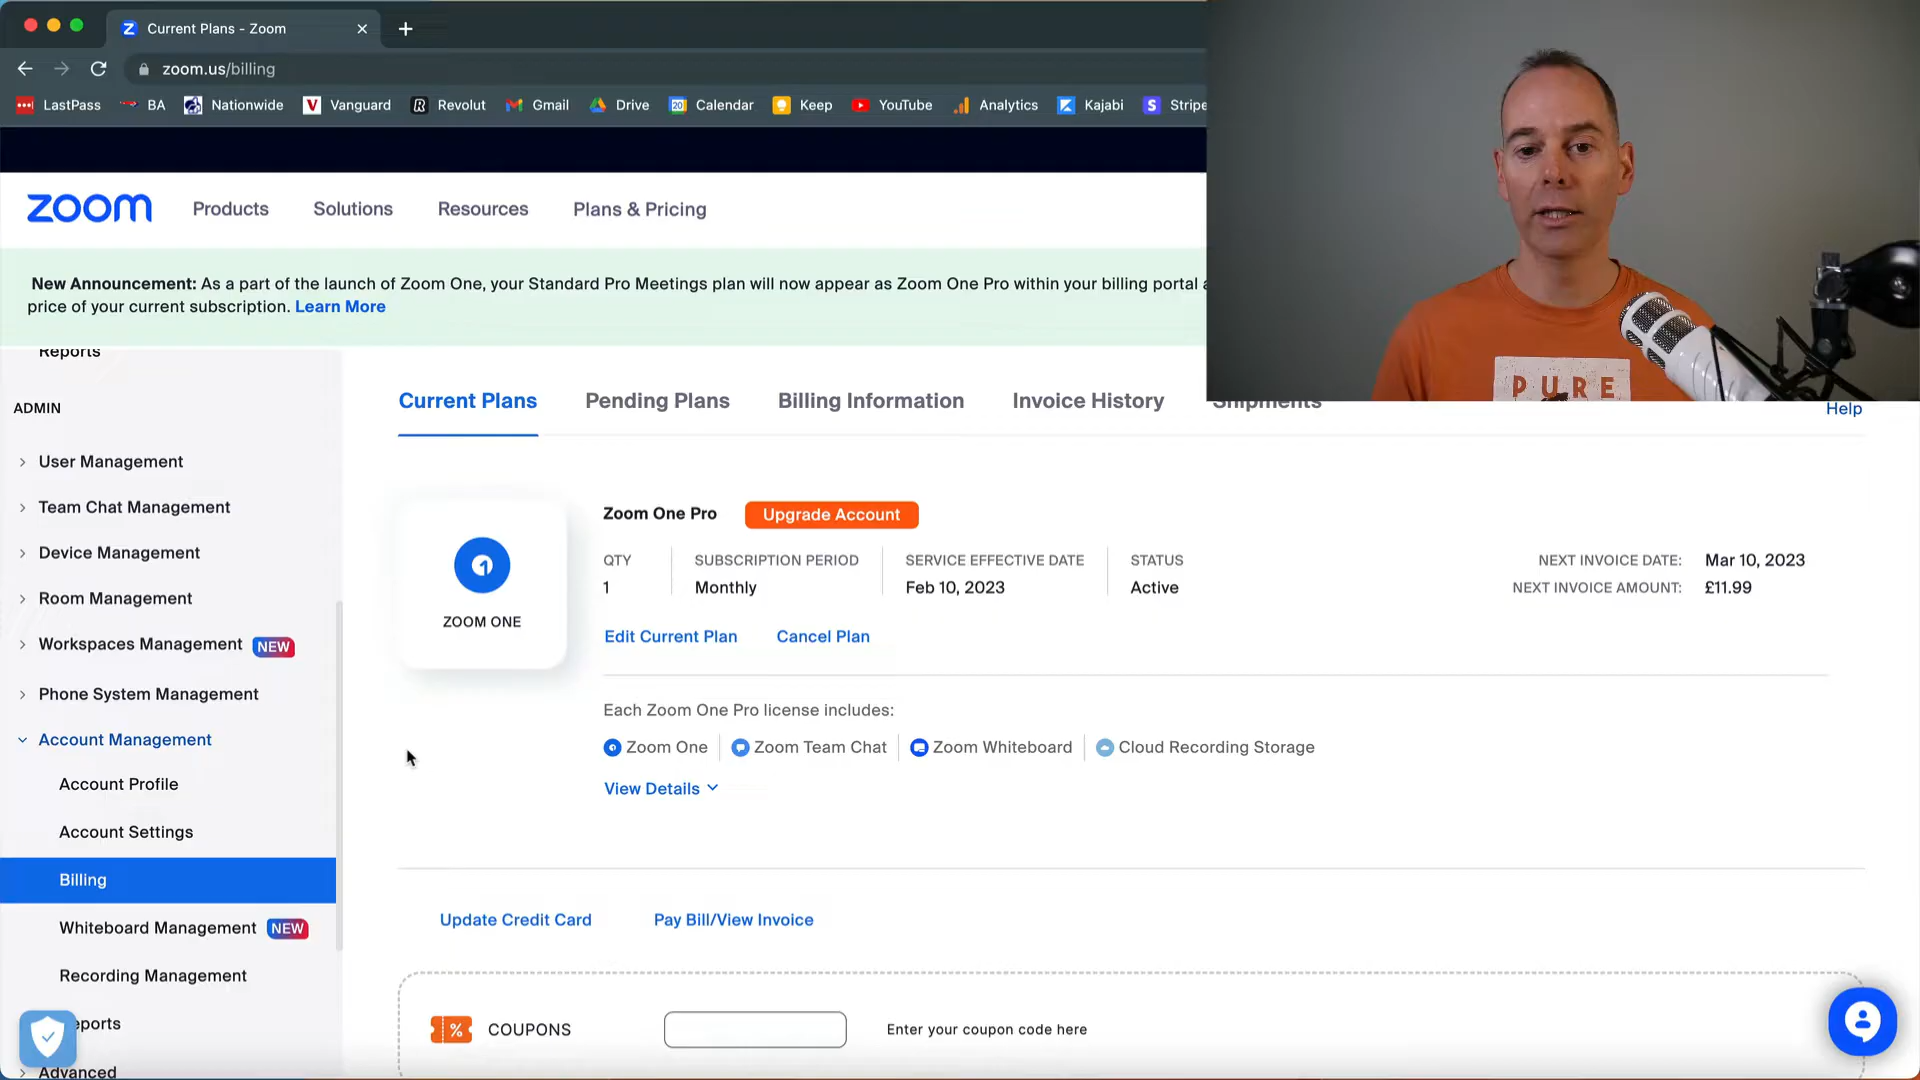 Current Plans - Zoom
zoom.us/billing
LastPass BA Nationwide Vanguard Revolut Gmail Drive 20 Calendar Keep YouTube Analytics Kajabi Stripe
zoom Products Solutions Resources Plans & Pricing
New Announcement: As a part of the launch of Zoom One, your Standard Pro Meetings plan will now appear as Zoom One Pro within your billing portal
price of your current subscription. Learn More
PURE
Reports
ADMIN
User Management
Team Chat Management
Device Management
Room Management
Workspaces Management NEW
Phone System Management
Account Management
Account Profile
Account Settings
Billing
Whiteboard Management NEW
Recording Management
eports
Advanced
Current Plans Pending Plans Billing Information Invoice History Shipments
Help
ZOOM ONE
Zoom One Pro Upgrade Account
QTY SUBSCRIPTION PERIOD SERVICE EFFECTIVE DATE STATUS NEXT INVOICE DATE: Mar 10, 2023
1 Monthly Feb 10, 2023 Active NEXT INVOICE AMOUNT: £11.99
Edit Current Plan Cancel Plan
Each Zoom One Pro license includes:
Zoom One Zoom Team Chat Zoom Whiteboard Cloud Recording Storage
View Details
Update Credit Card Pay Bill/View Invoice
% COUPONS Enter your coupon code here